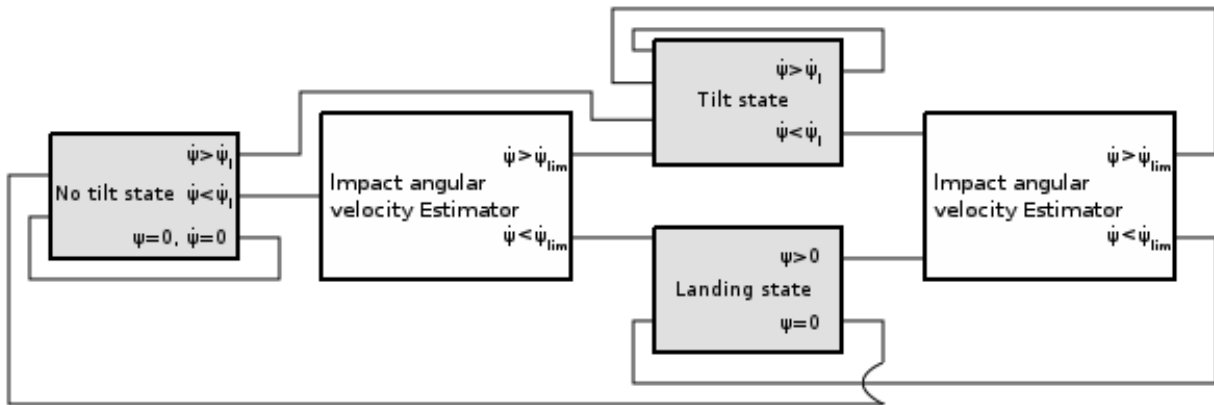 No tilt state
ψ̇>ψ̇ₗ
ψ̇<ψ̇ₗ
ψ=0, ψ̇=0
Impact angular
velocity Estimator
ψ̇>ψ̇lim
ψ̇<ψ̇lim
Tilt state
ψ̇>ψ̇ₗ
ψ̇<ψ̇ₗ
Landing state
ψ>0
ψ=0
Impact angular
velocity Estimator
ψ̇>ψ̇lim
ψ̇<ψ̇lim